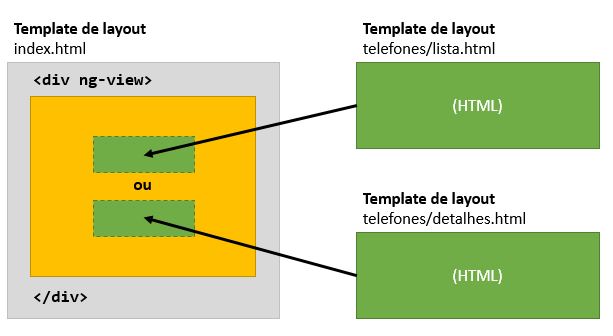 Template de layout
index.html
<div ng-view>
ou
</div>
Template de layout
telefones/lista.html
(HTML)
Template de layout
telefones/detalhes.html
(HTML)